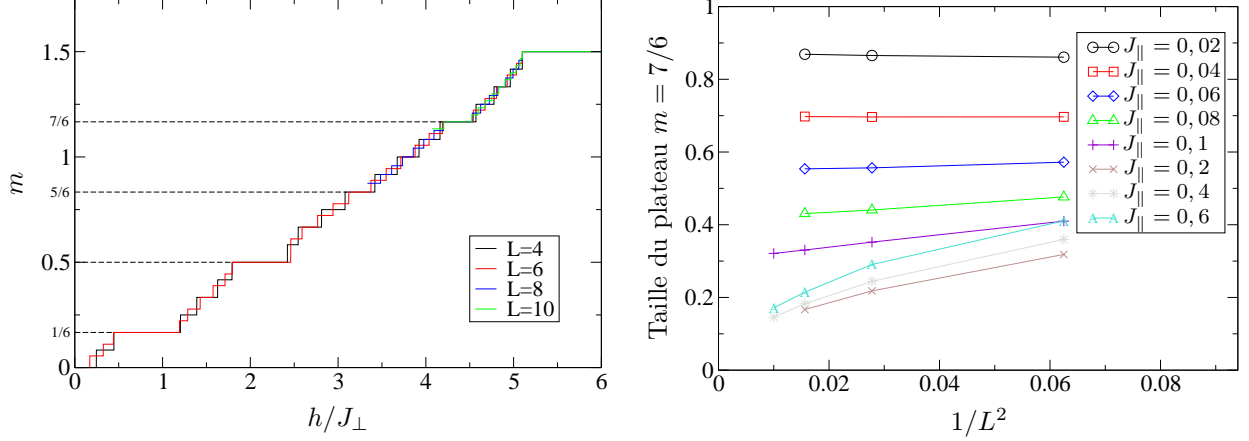 1.5
7/6
1
5/6
0.5
1/6
0
m
0 1 2 3 4 5 6
h/J⊥
L=4
L=6
L=8
L=10
1
0.8
0.6
0.4
0.2
0
Taille du plateau m = 7/6
0 0.02 0.04 0.06 0.08
1/L²
J∥ = 0, 02
J∥ = 0, 04
J∥ = 0, 06
J∥ = 0, 08
J∥ = 0, 1
J∥ = 0, 2
J∥ = 0, 4
J∥ = 0, 6